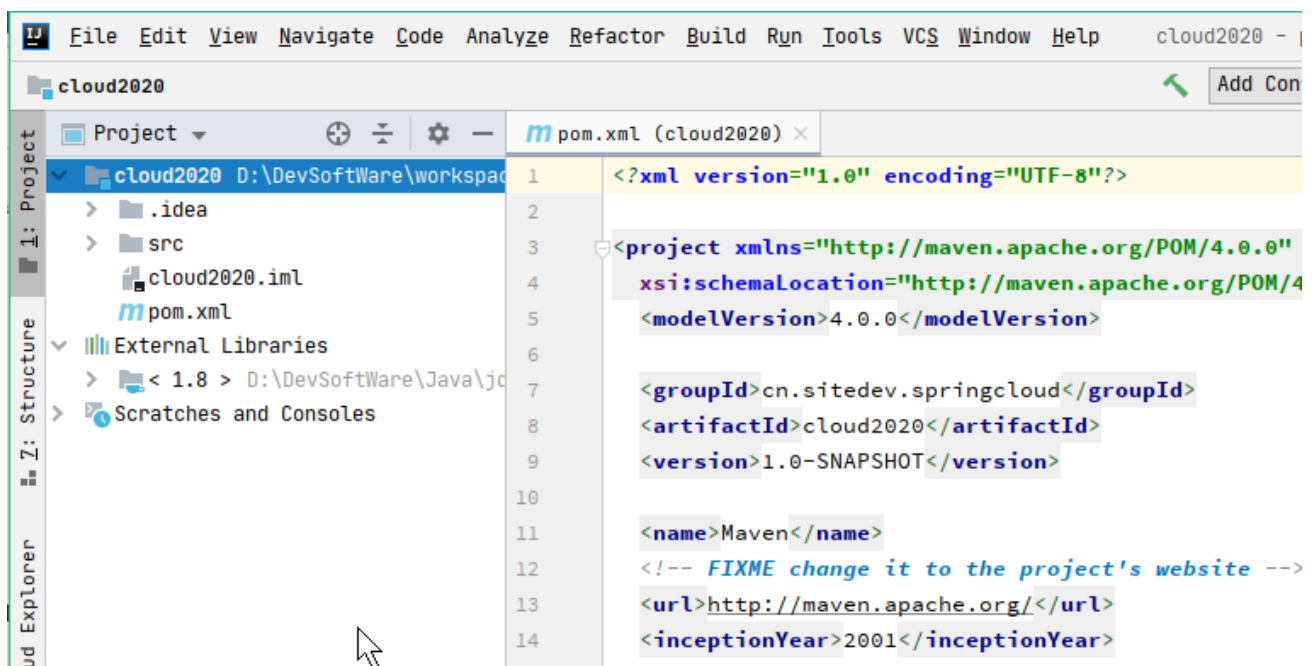 File Edit View Navigate Code Analyze Refactor Build Run Tools VCS Window Help cloud2020 -
cloud2020
Add Con
1: Project
Z: Structure
Explorer
Project
cloud2020 D:\DevSoftWare\workspac
.idea
src
cloud2020.iml
pom.xml
External Libraries
< 1.8 > D:\DevSoftWare\Java\jd
Scratches and Consoles
pom.xml (cloud2020)
1 <?xml version="1.0" encoding="UTF-8"?>
2
3 <project xmlns="http://maven.apache.org/POM/4.0.0"
4 xsi:schemaLocation="http://maven.apache.org/POM/4
5 <modelVersion>4.0.0</modelVersion>
6
7 <groupId>cn.sitedev.springcloud</groupId>
8 <artifactId>cloud2020</artifactId>
9 <version>1.0-SNAPSHOT</version>
10
11 <name>Maven</name>
12 <!-- FIXME change it to the project's website -->
13 <url>http://maven.apache.org/</url>
14 <inceptionYear>2001</inceptionYear>